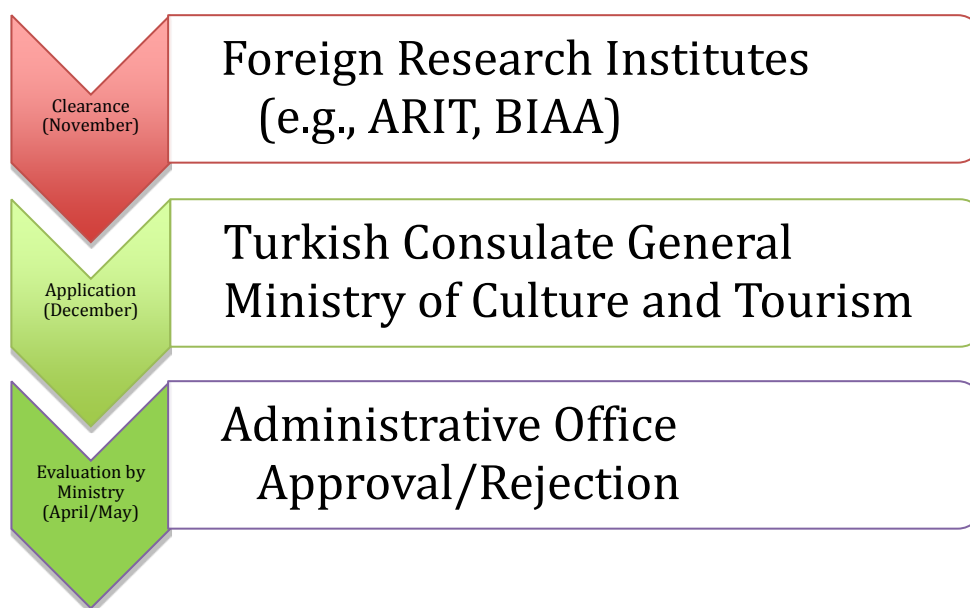 Clearance
(November)
Foreign Research Institutes
(e.g., ARIT, BIAA)
Application
(December)
Turkish Consulate General
Ministry of Culture and Tourism
Evaluation by
Ministry
(April/May)
Administrative Office
Approval/Rejection